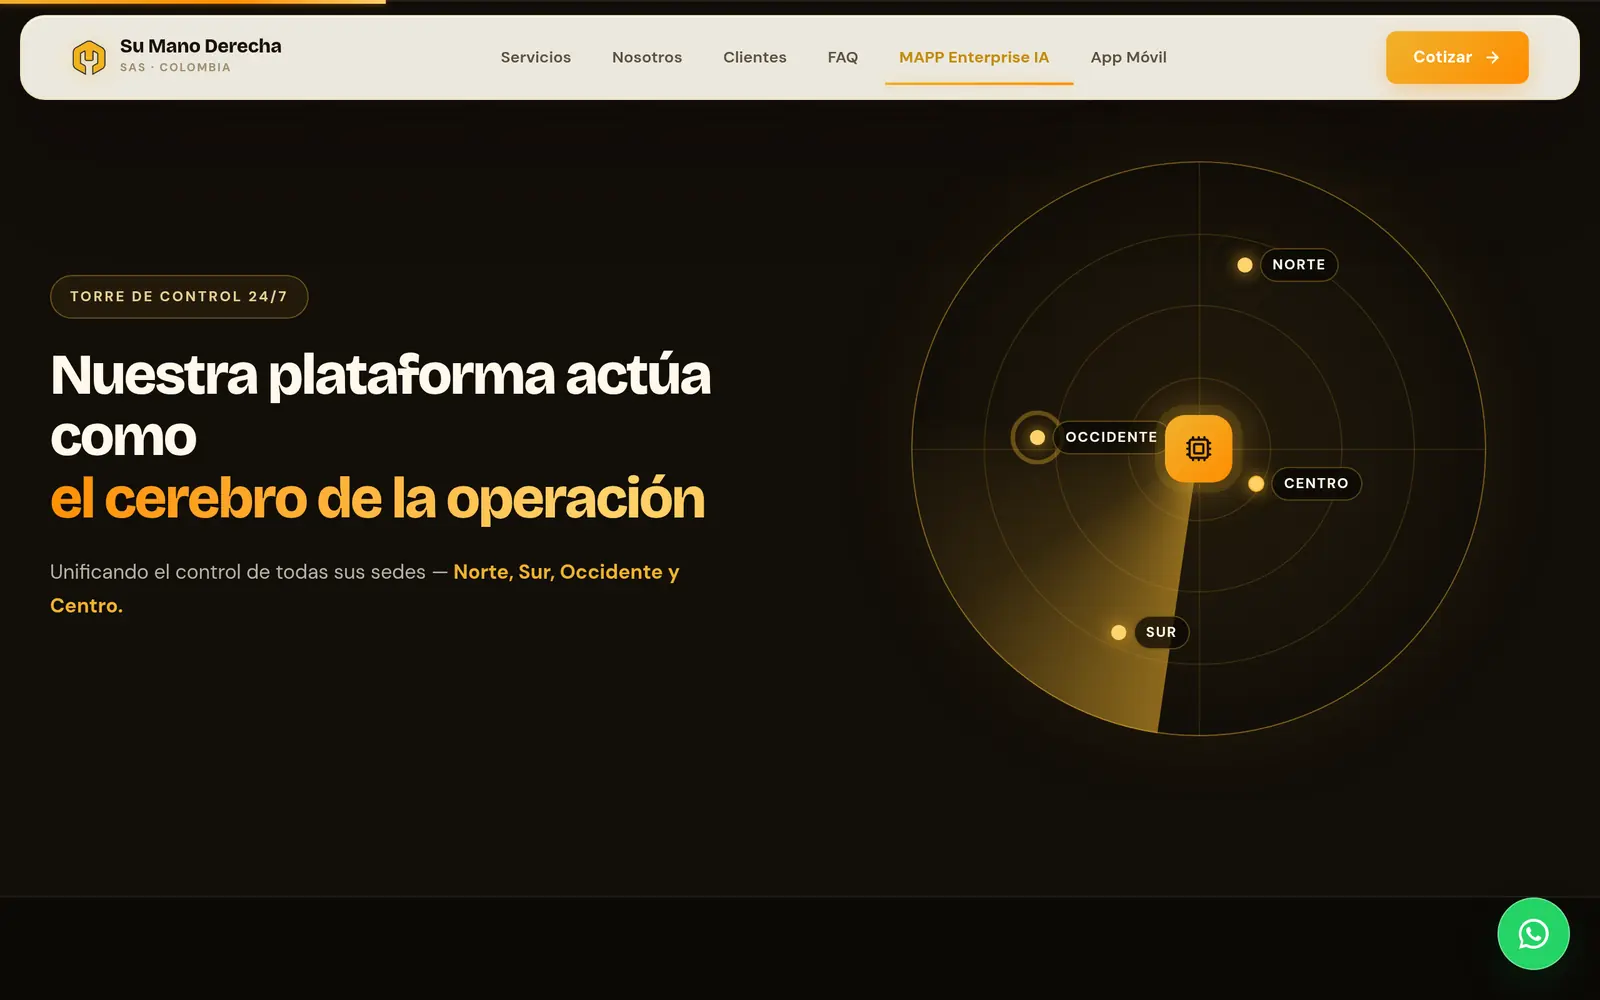 Su Mano Derecha
SAS · COLOMBIA
Servicios
Nosotros
Clientes
FAQ
MAPP Enterprise IA
App Móvil
Cotizar →
TORRE DE CONTROL 24/7
Nuestra plataforma actúa
como
el cerebro de la operación
Unificando el control de todas sus sedes — Norte, Sur, Occidente y
Centro.
NORTE
OCCIDENTE
CENTRO
SUR